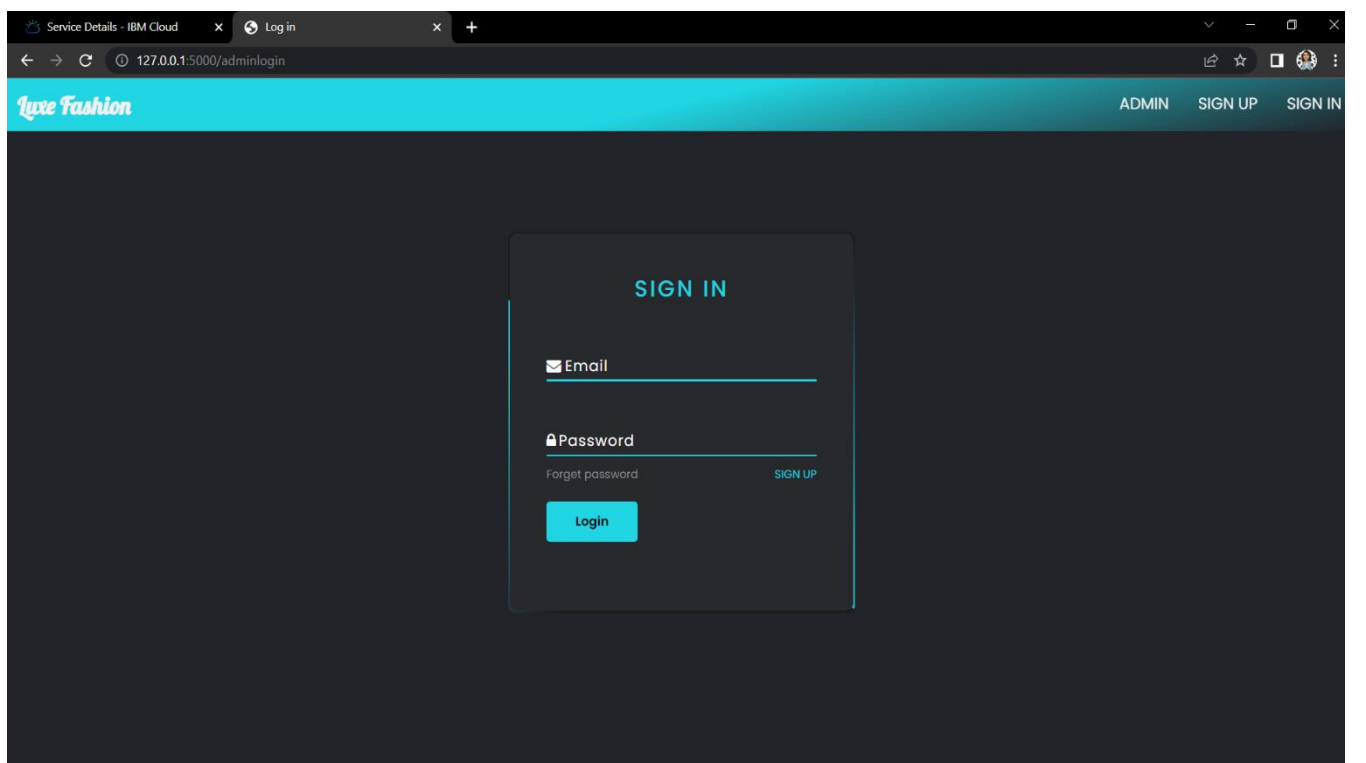 Service Details - IBM Cloud
Log in
127.0.0.1:5000/adminlogin
Luxe Fashion
ADMIN SIGN UP SIGN IN
SIGN IN
Email
Password
Forget password SIGN UP
Login